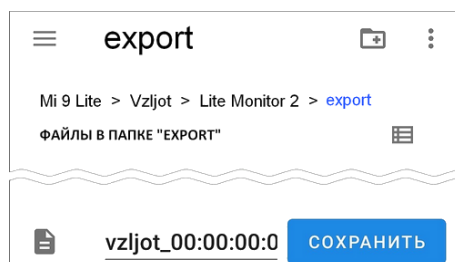 export
Mi 9 Lite > Vzljot > Lite Monitor 2 > export
ФАЙЛЫ В ПАПКЕ "EXPORT"
vzljot_00:00:00:0 СОХРАНИТЬ